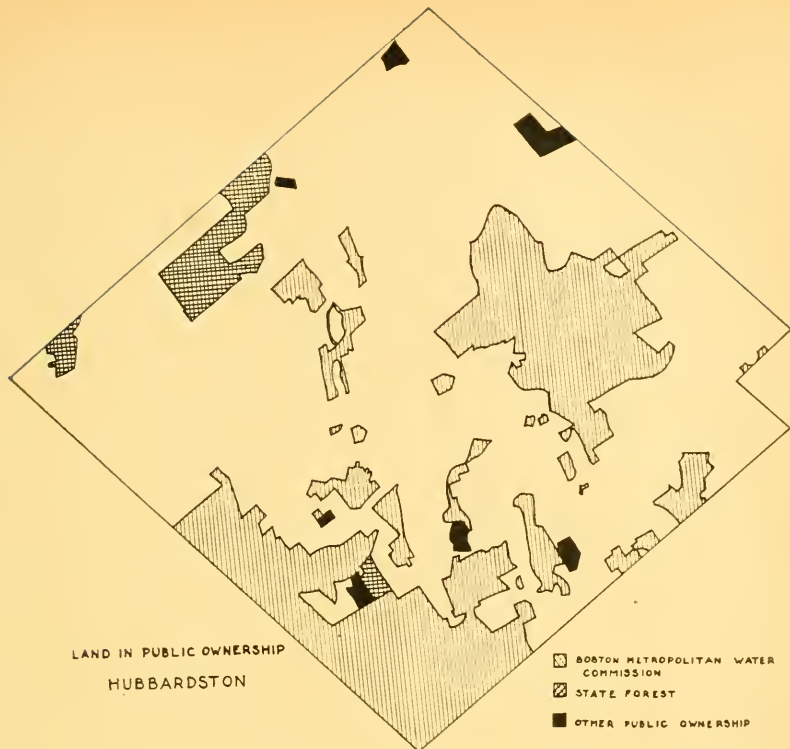 LAND IN PUBLIC OWNERSHIP
HUBBARDSTON
BOSTON METROPOLITAN WATER
COMMISSION
STATE FOREST
OTHER PUBLIC OWNERSHIP